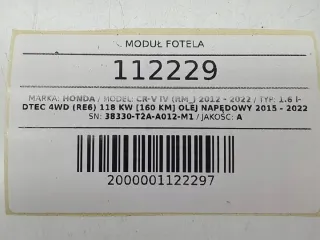 MODUŁ FOTELA
112229
MARKA: HONDA / MODEL: CR-V IV (RM_) 2012 - 2022 / TYP: 1.6 I-
DTEC 4WD (RE6) 118 KW [160 KM] OLEJ NAPĘDOWY 2015 - 2022
SN: 38330-T2A-A012-M1 / JAKOŚĆ: A
2000001122297